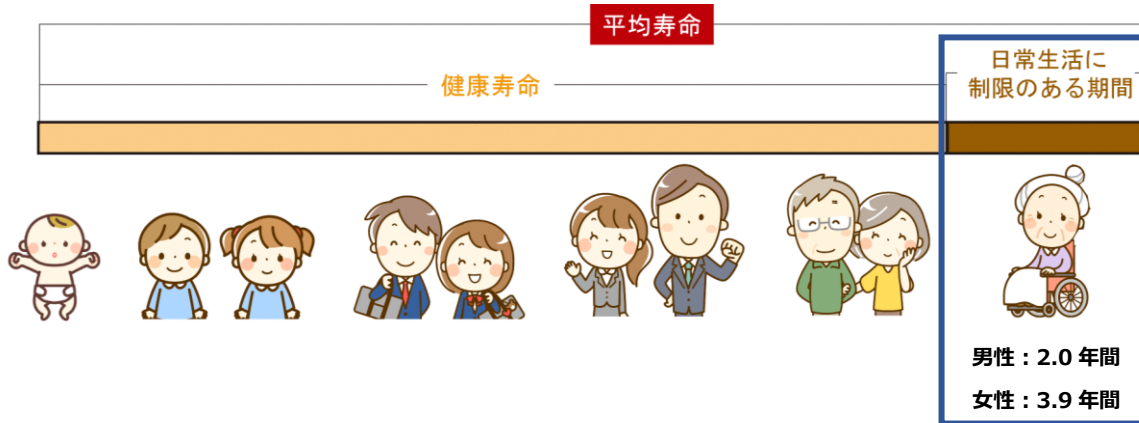 平均寿命
健康寿命
日常生活に
制限のある期間
男性：2.0 年間
女性：3.9 年間